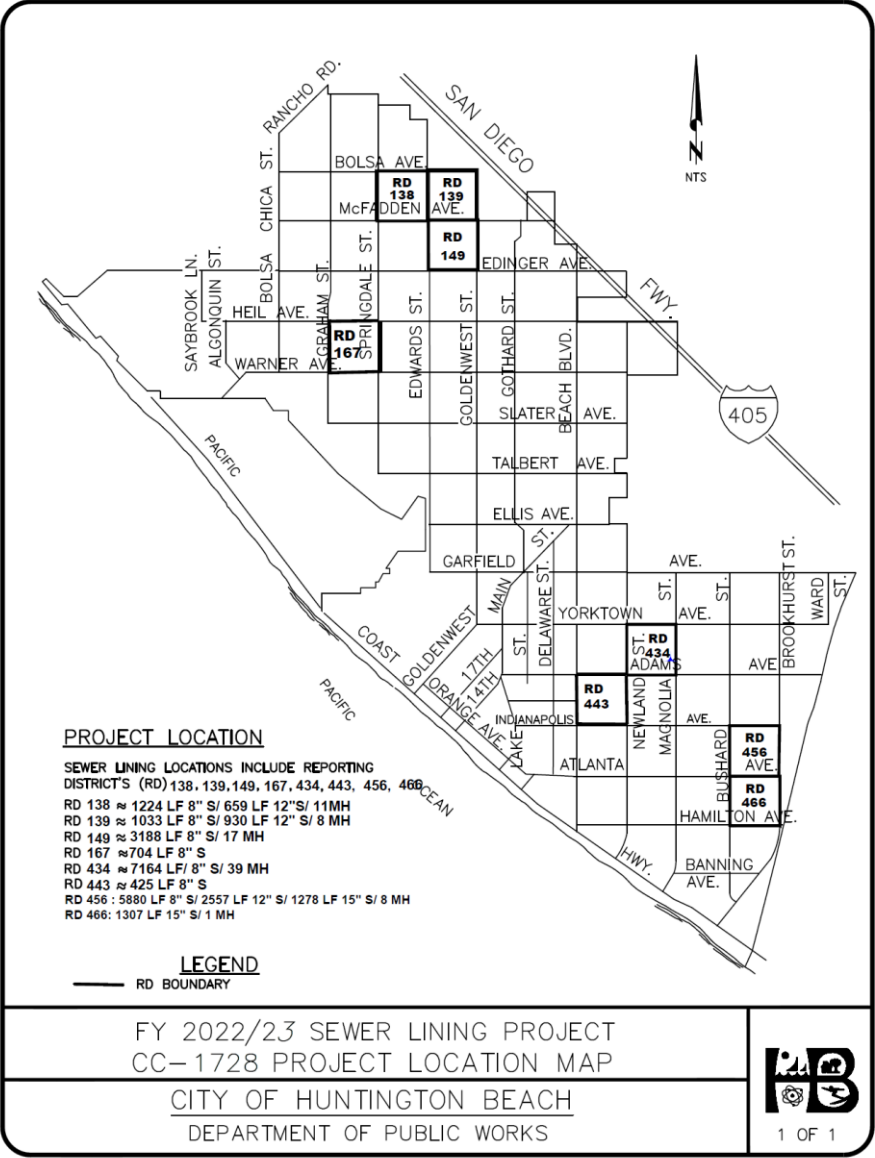 RANCHO RD.
SAN DIEGO
N
NTS
BOLSA AVE.
RD
138
RD
139
McFADDEN AVE.
BOLSA CHICA ST.
RD
149
EDINGER AVE.
SAYBROOK LN.
ALGONQUIN ST.
GRAHAM ST.
SPRINGDALE ST.
EDWARDS ST.
GOLDENWEST ST.
GOTHARD ST.
BEACH BLVD.
FWY.
HEIL AVE.
RD
167
WARNER AVE.
405
SLATER AVE.
PACIFIC
TALBERT AVE.
ELLIS AVE.
GARFIELD AVE.
MAIN ST.
DELAWARE ST.
YORKTOWN AVE.
BROOKHURST ST.
WARD ST.
COAST
GOLDENWEST
17TH
14TH
ST.
ORANGE AVE.
RD
434
ADAMS AVE
NEWLAND ST.
MAGNOLIA ST.
BUSHARD ST.
RD
443
PACIFIC
INDIANAPOLIS AVE.
LAKE
ATLANTA AVE.
RD
456
RD
466
HAMILTON AVE.
OCEAN
HWY.
BANNING
AVE.
PROJECT LOCATION
SEWER LINING LOCATIONS INCLUDE REPORTING
DISTRICT'S (RD) 138, 139,149, 167, 434, 443, 456, 466
RD 138 ≈ 1224 LF 8" S/ 659 LF 12"S/ 11MH
RD 139 ≈ 1033 LF 8" S/ 930 LF 12" S/ 8 MH
RD 149 ≈ 3188 LF 8" S/ 17 MH
RD 167 ≈704 LF 8" S
RD 434 ≈ 7164 LF/ 8" S/ 39 MH
RD 443 ≈ 425 LF 8" S
RD 456 : 5880 LF 8" S/ 2557 LF 12" S/ 1278 LF 15" S/ 8 MH
RD 466: 1307 LF 15" S/ 1 MH
LEGEND
RD BOUNDARY
FY 2022/23 SEWER LINING PROJECT
CC-1728 PROJECT LOCATION MAP
CITY OF HUNTINGTON BEACH
DEPARTMENT OF PUBLIC WORKS
HB
1 OF 1